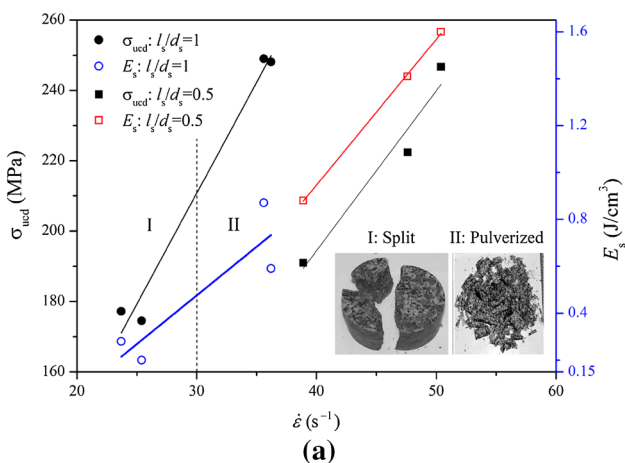 260
240
220
200
180
160
σucd (MPa)
σucd: ls/ds=1
Es: ls/ds=1
σucd: ls/ds=0.5
Es: ls/ds=0.5
I
II
I: Split
II: Pulverized
1.6
1.2
0.8
0.4
0.15
Es (J/cm³)
20
30
40
50
60
ε̇ (s⁻¹)
(a)